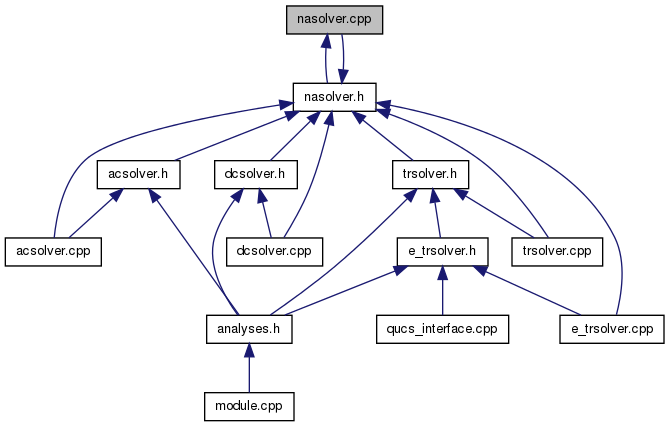 nasolver.cpp
nasolver.h
acsolver.h
dcsolver.h
trsolver.h
acsolver.cpp
dcsolver.cpp
e_trsolver.h
trsolver.cpp
analyses.h
qucs_interface.cpp
e_trsolver.cpp
module.cpp